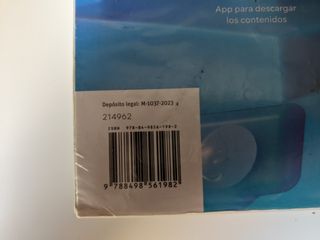 App para descargar
los contenidos
Depósito legal: M-1037-2023
214962
ISBN 978-84-9856-198-2
9 788498 561982